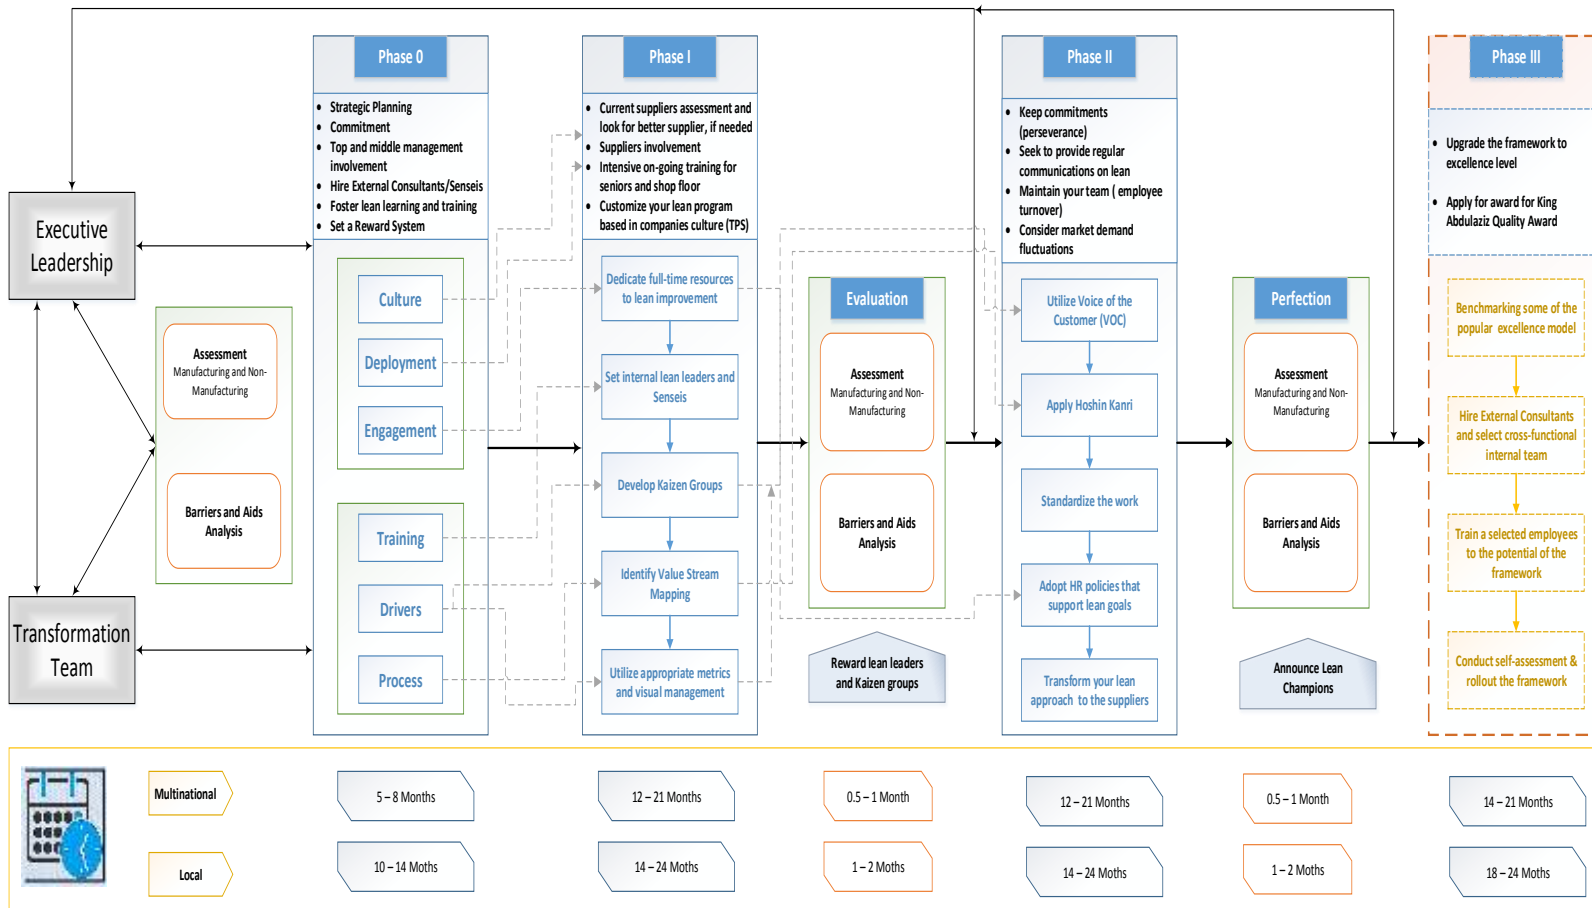 Executive
Leadership
Transformation
Team
Assessment
Manufacturing and Non-
Manufacturing
Barriers and Aids
Analysis
Phase 0
• Strategic Planning
• Commitment
• Top and middle management
involvement
• Hire External Consultants/Senseis
• Foster lean learning and training
• Set a Reward System
Culture
Deployment
Engagement
Training
Drivers
Process
Phase I
• Current suppliers assessment and
look for better supplier, if needed
• Suppliers involvement
• Intensive on-going training for
seniors and shop floor
• Customize your lean program
based in companies culture (TPS)
Dedicate full-time resources
to lean improvement
Set internal lean leaders and
Senseis
Develop Kaizen Groups
Identify Value Stream
Mapping
Utilize appropriate metrics
and visual management
Evaluation
Assessment
Manufacturing and Non-
Manufacturing
Barriers and Aids
Analysis
Reward lean leaders
and Kaizen groups
Phase II
• Keep commitments
(perseverance)
• Seek to provide regular
communications on lean
• Maintain your team ( employee
turnover)
• Consider market demand
fluctuations
Utilize Voice of the
Customer (VOC)
Apply Hoshin Kanri
Standardize the work
Adopt HR policies that
support lean goals
Transform your lean
approach to the suppliers
Perfection
Assessment
Manufacturing and Non-
Manufacturing
Barriers and Aids
Analysis
Announce Lean
Champions
Phase III
• Upgrade the framework to
excellence level
• Apply for award for King
Abdulaziz Quality Award
Benchmarking some of the
popular excellence model
Hire External Consultants
and select cross-functional
internal team
Train a selected employees
to the potential of the
framework
Conduct self-assessment &
rollout the framework
Multinational
5 – 8 Months
12 – 21 Months
0.5 – 1 Month
12 – 21 Months
0.5 – 1 Month
14 – 21 Months
Local
10 – 14 Moths
14 – 24 Moths
1 – 2 Moths
14 – 24 Moths
1 – 2 Moths
18 – 24 Moths